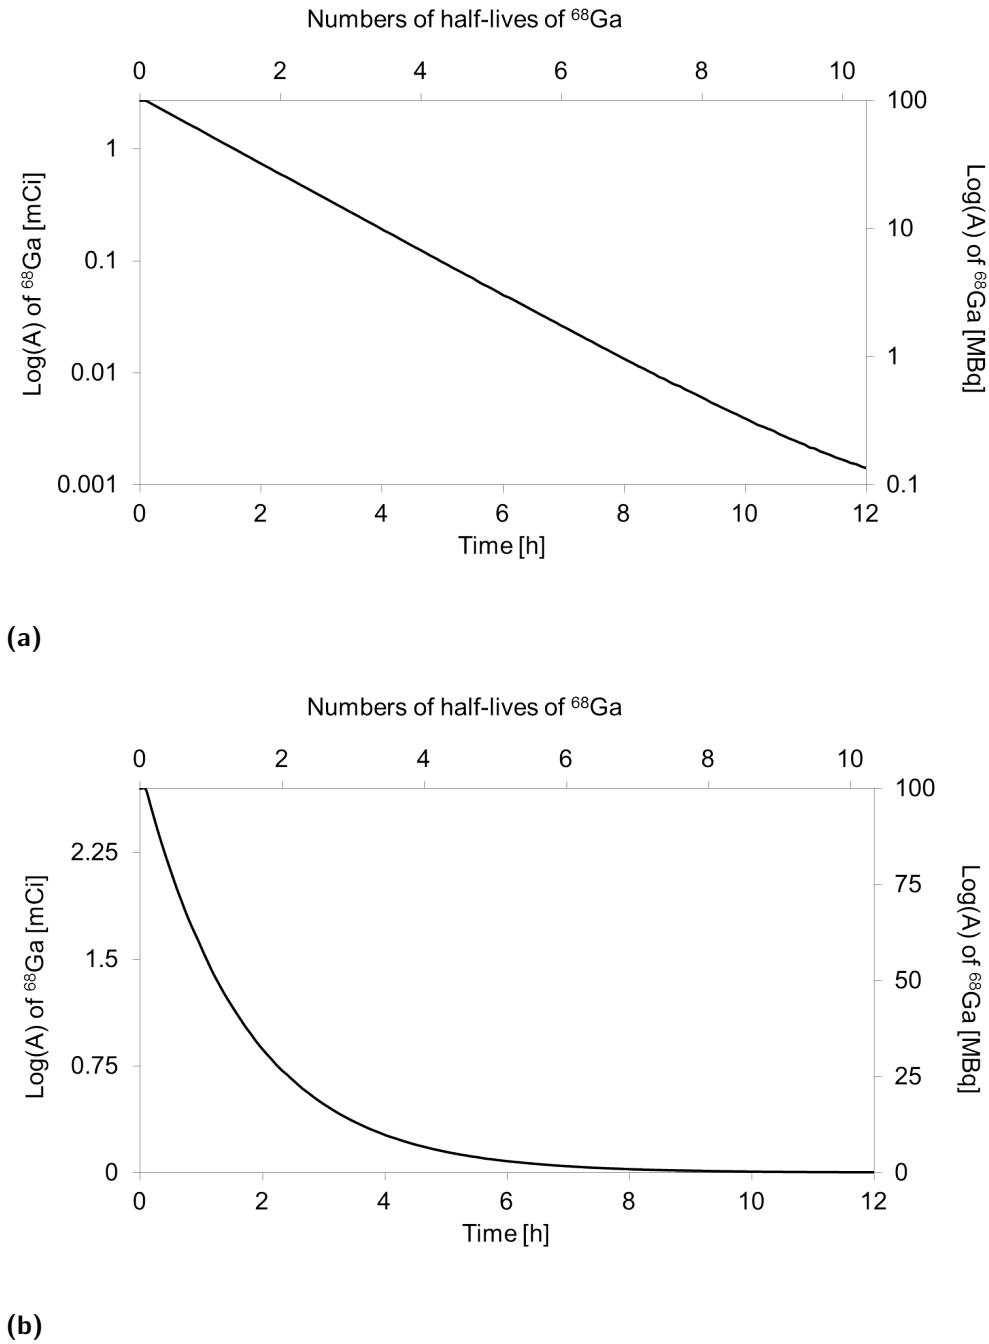 Numbers of half-lives of ⁶⁸Ga
0 2 4 6 8 10
Log(A) of ⁶⁸Ga [mCi]
1
0.1
0.01
0.001
100
10
1
0.1
Log(A) of ⁶⁸Ga [MBq]
0 2 4 6 8 10 12
Time [h]
(a)
Numbers of half-lives of ⁶⁸Ga
0 2 4 6 8 10
Log(A) of ⁶⁸Ga [mCi]
2.25
1.5
0.75
0
100
75
50
25
0
Log(A) of ⁶⁸Ga [MBq]
0 2 4 6 8 10 12
Time [h]
(b)